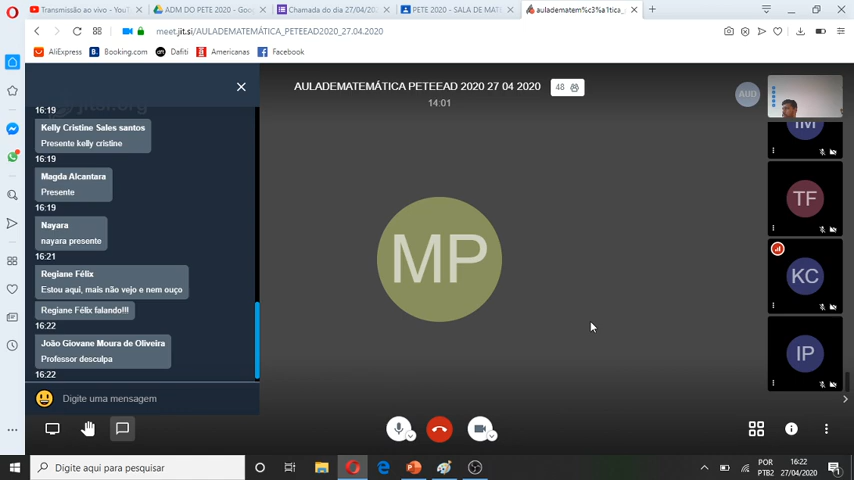 Transmissão ao vivo - YouT
ADM DO PETE 2020 - Goo
Chamada do dia 27/04/20
PETE 2020 - SALA DE MAT
auladematem%c3%a1tica_
meet.jit.si/AULADEMATEMÁTICA_PETEEAD2020_27.04.2020
AliExpress
Booking.com
Dafiti
Americanas
Facebook
jitsi.org
16:19
Kelly Cristine Sales santos
Presente kelly cristine
16:19
Magda Alcantara
Presente
16:19
Nayara
nayara presente
16:21
Regiane Félix
Estou aqui, mais não vejo e nem ouço
Regiane Félix falando!!!
16:22
João Giovane Moura de Oliveira
Professor desculpa
16:22
Digite uma mensagem
AULADEMATEMÁTICA PETEEAD 2020 27 04 2020
48
14:01
MP
AUD
TF
KC
IP
Digite aqui para pesquisar
POR
PTB2
16:22
27/04/2020